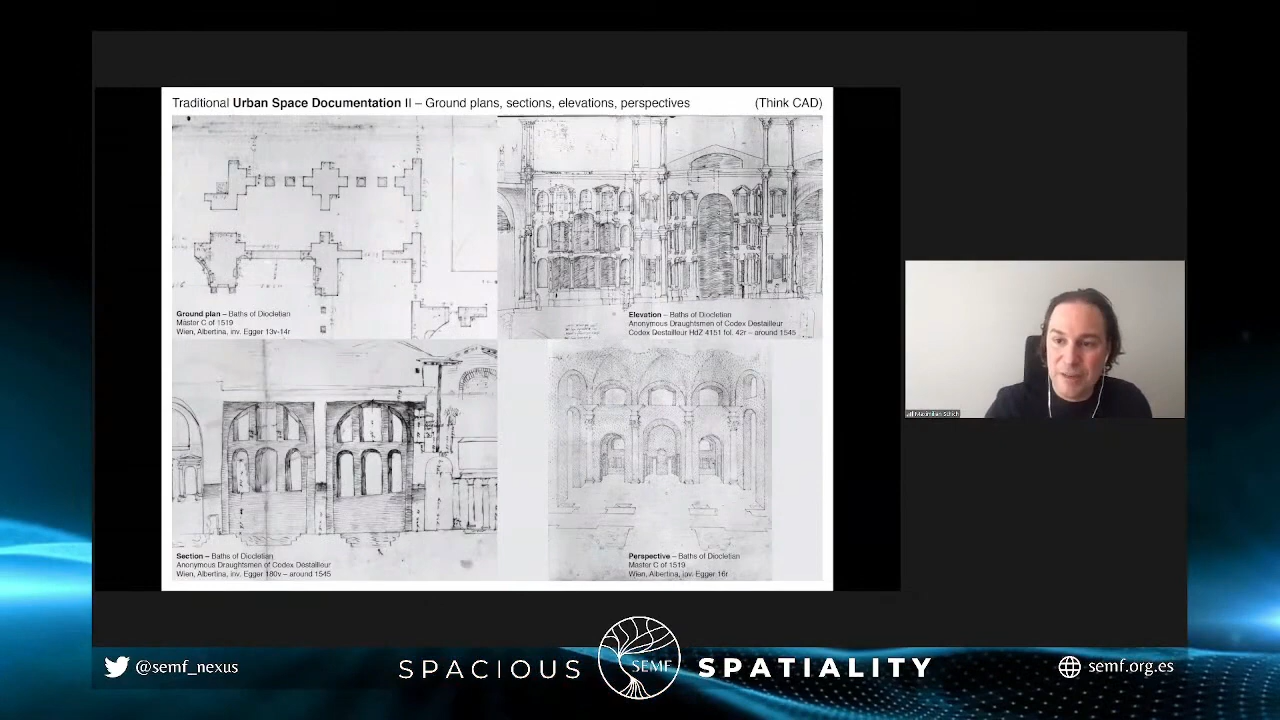 Traditional Urban Space Documentation II – Ground plans, sections, elevations, perspectives (Think CAD)
Ground plan – Baths of Diocletian
Master C of 1519
Wien, Albertina, inv. Egger 13v-14r
Elevation – Baths of Diocletian
Anonymous Draughtsmen of Codex Destailleur
Codex Destailleur HdZ 4151 fol. 42r – around 1545
Section – Baths of Diocletian
Anonymous Draughtsmen of Codex Destailleur
Wien, Albertina, inv. Egger 180v – around 1545
Perspective – Baths of Diocletian
Master C of 1519
Wien, Albertina, inv. Egger 16r
Maximilian Schich
@semf_nexus
SPACIOUS SEMF SPATIALITY
semf.org.es